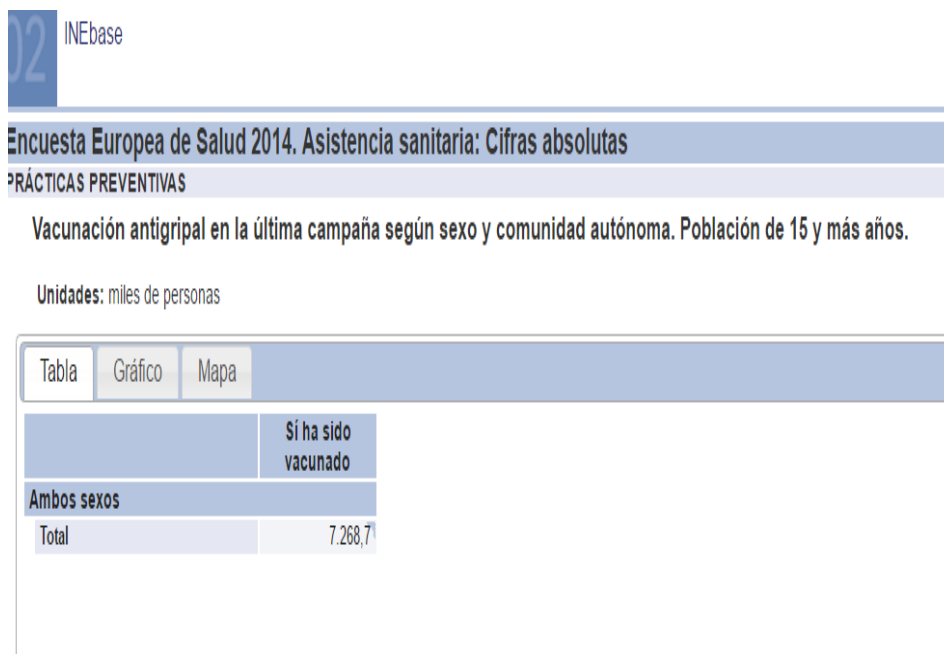 02
INEbase
Encuesta Europea de Salud 2014. Asistencia sanitaria: Cifras absolutas
PRÁCTICAS PREVENTIVAS
Vacunación antigripal en la última campaña según sexo y comunidad autónoma. Población de 15 y más años.
Unidades: miles de personas
Tabla Gráfico Mapa
Sí ha sido
vacunado
Ambos sexos
Total 7.268,7